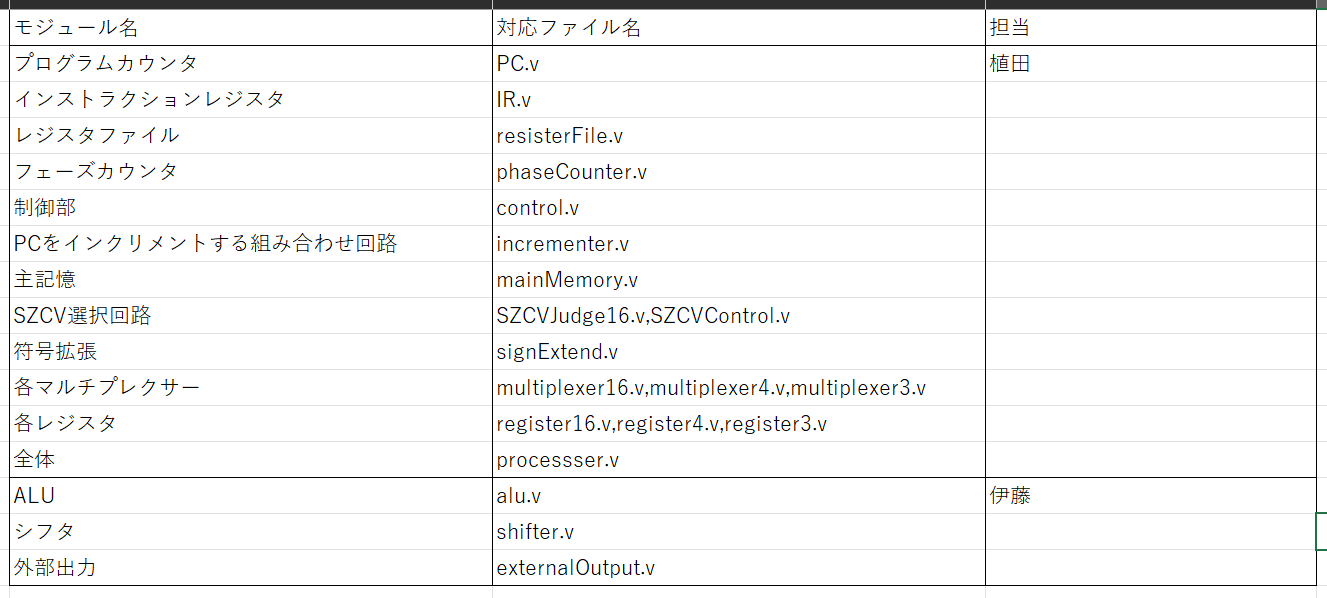 モジュール名 対応ファイル名 担当
プログラムカウンタ PC.v 植田
インストラクションレジスタ IR.v
レジスタファイル resisterFile.v
フェーズカウンタ phaseCounter.v
制御部 control.v
PCをインクリメントする組み合わせ回路 incrementer.v
主記憶 mainMemory.v
SZCV選択回路 SZCVJudge16.v,SZCVControl.v
符号拡張 signExtend.v
各マルチプレクサー multiplexer16.v,multiplexer4.v,multiplexer3.v
各レジスタ register16.v,register4.v,register3.v
全体 processser.v
ALU alu.v 伊藤
シフタ shifter.v
外部出力 externalOutput.v